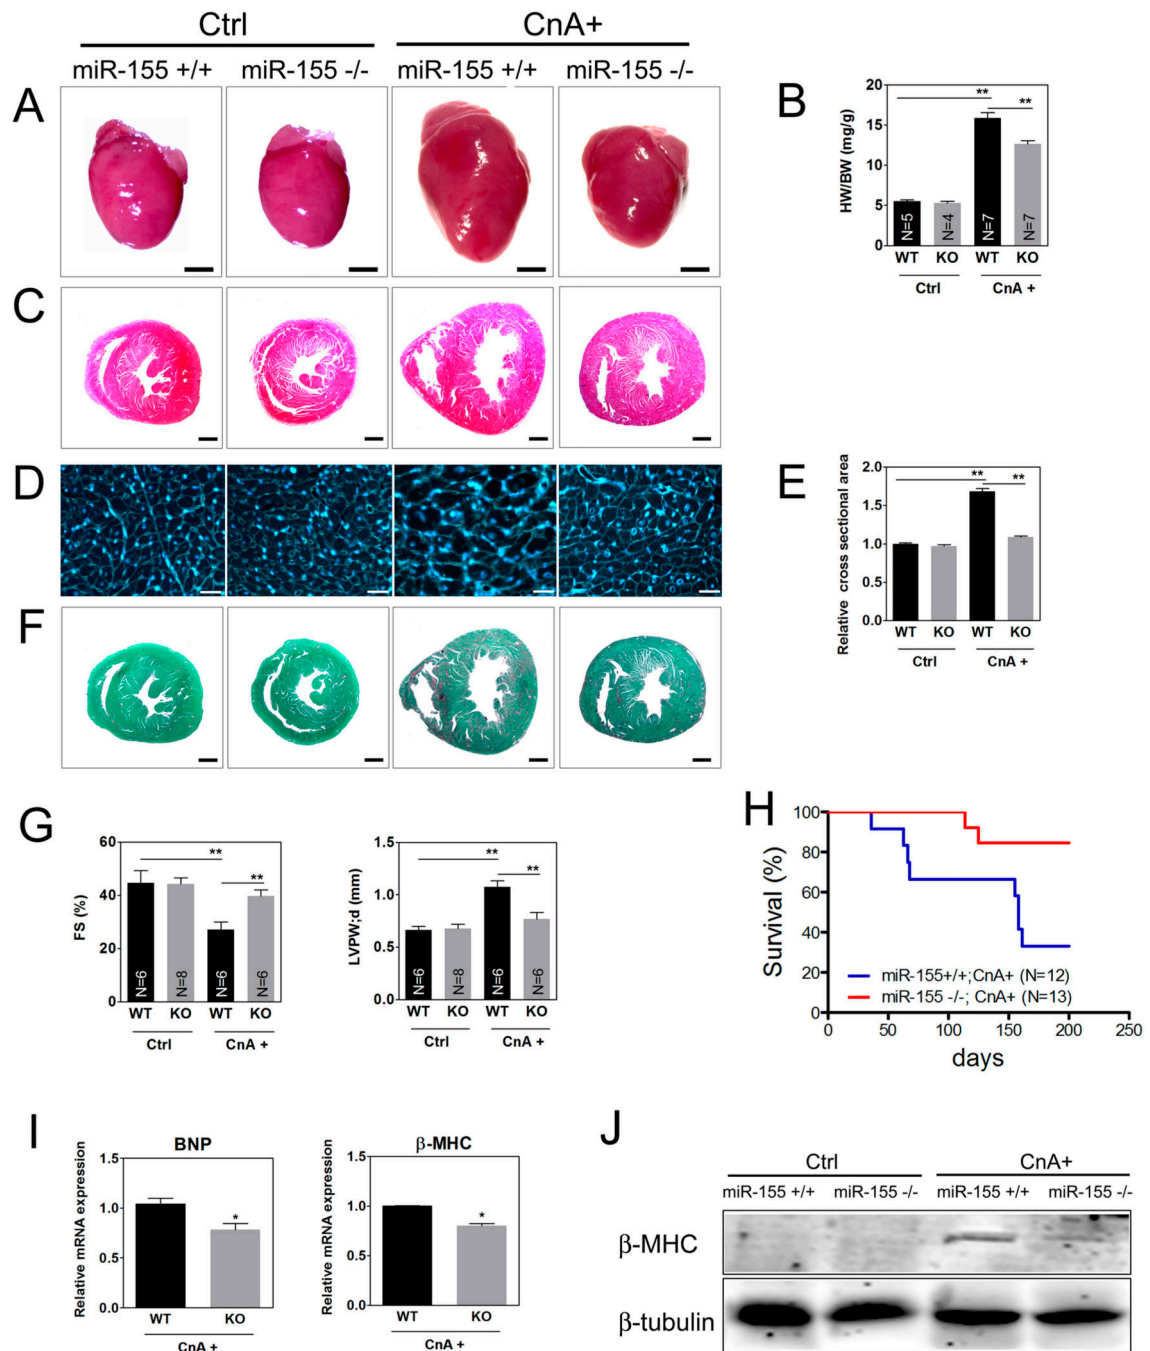 Ctrl CnA+
miR-155 +/+ miR-155 -/- miR-155 +/+ miR-155 -/-
A
B
HW/BW (mg/g)
20
15
10
5
0
N=5 N=4 N=7 N=7
** **
WT KO WT KO
Ctrl CnA +
C
D
E
Relative cross sectional area
2.0
1.5
1.0
0.5
0.0
** **
WT KO WT KO
Ctrl CnA +
F
G
FS (%)
60
40
20
0
** **
N=6 N=8 N=6 N=6
WT KO WT KO
Ctrl CnA +
LVPW;d (mm)
1.5
1.0
0.5
0.0
** **
N=6 N=8 N=6 N=6
WT KO WT KO
Ctrl CnA +
H
Survival (%)
100
80
60
40
20
0
miR-155+/+;CnA+ (N=12)
miR-155 -/-; CnA+ (N=13)
0 50 100 150 200 250
days
I
BNP
Relative mRNA expression
1.5
1.0
0.5
0.0
*
WT KO
CnA +
β-MHC
Relative mRNA expression
1.5
1.0
0.5
0.0
*
WT KO
CnA +
J
Ctrl CnA+
miR-155 +/+ miR-155 -/- miR-155 +/+ miR-155 -/-
β-MHC
β-tubulin